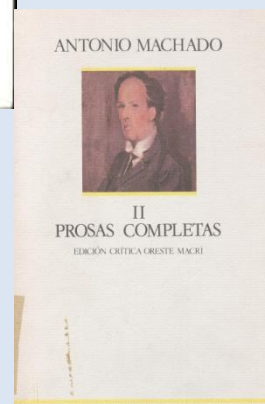 ANTONIO MACHADO
II
PROSAS COMPLETAS
EDICIÓN CRÍTICA ORESTE MACRÍ